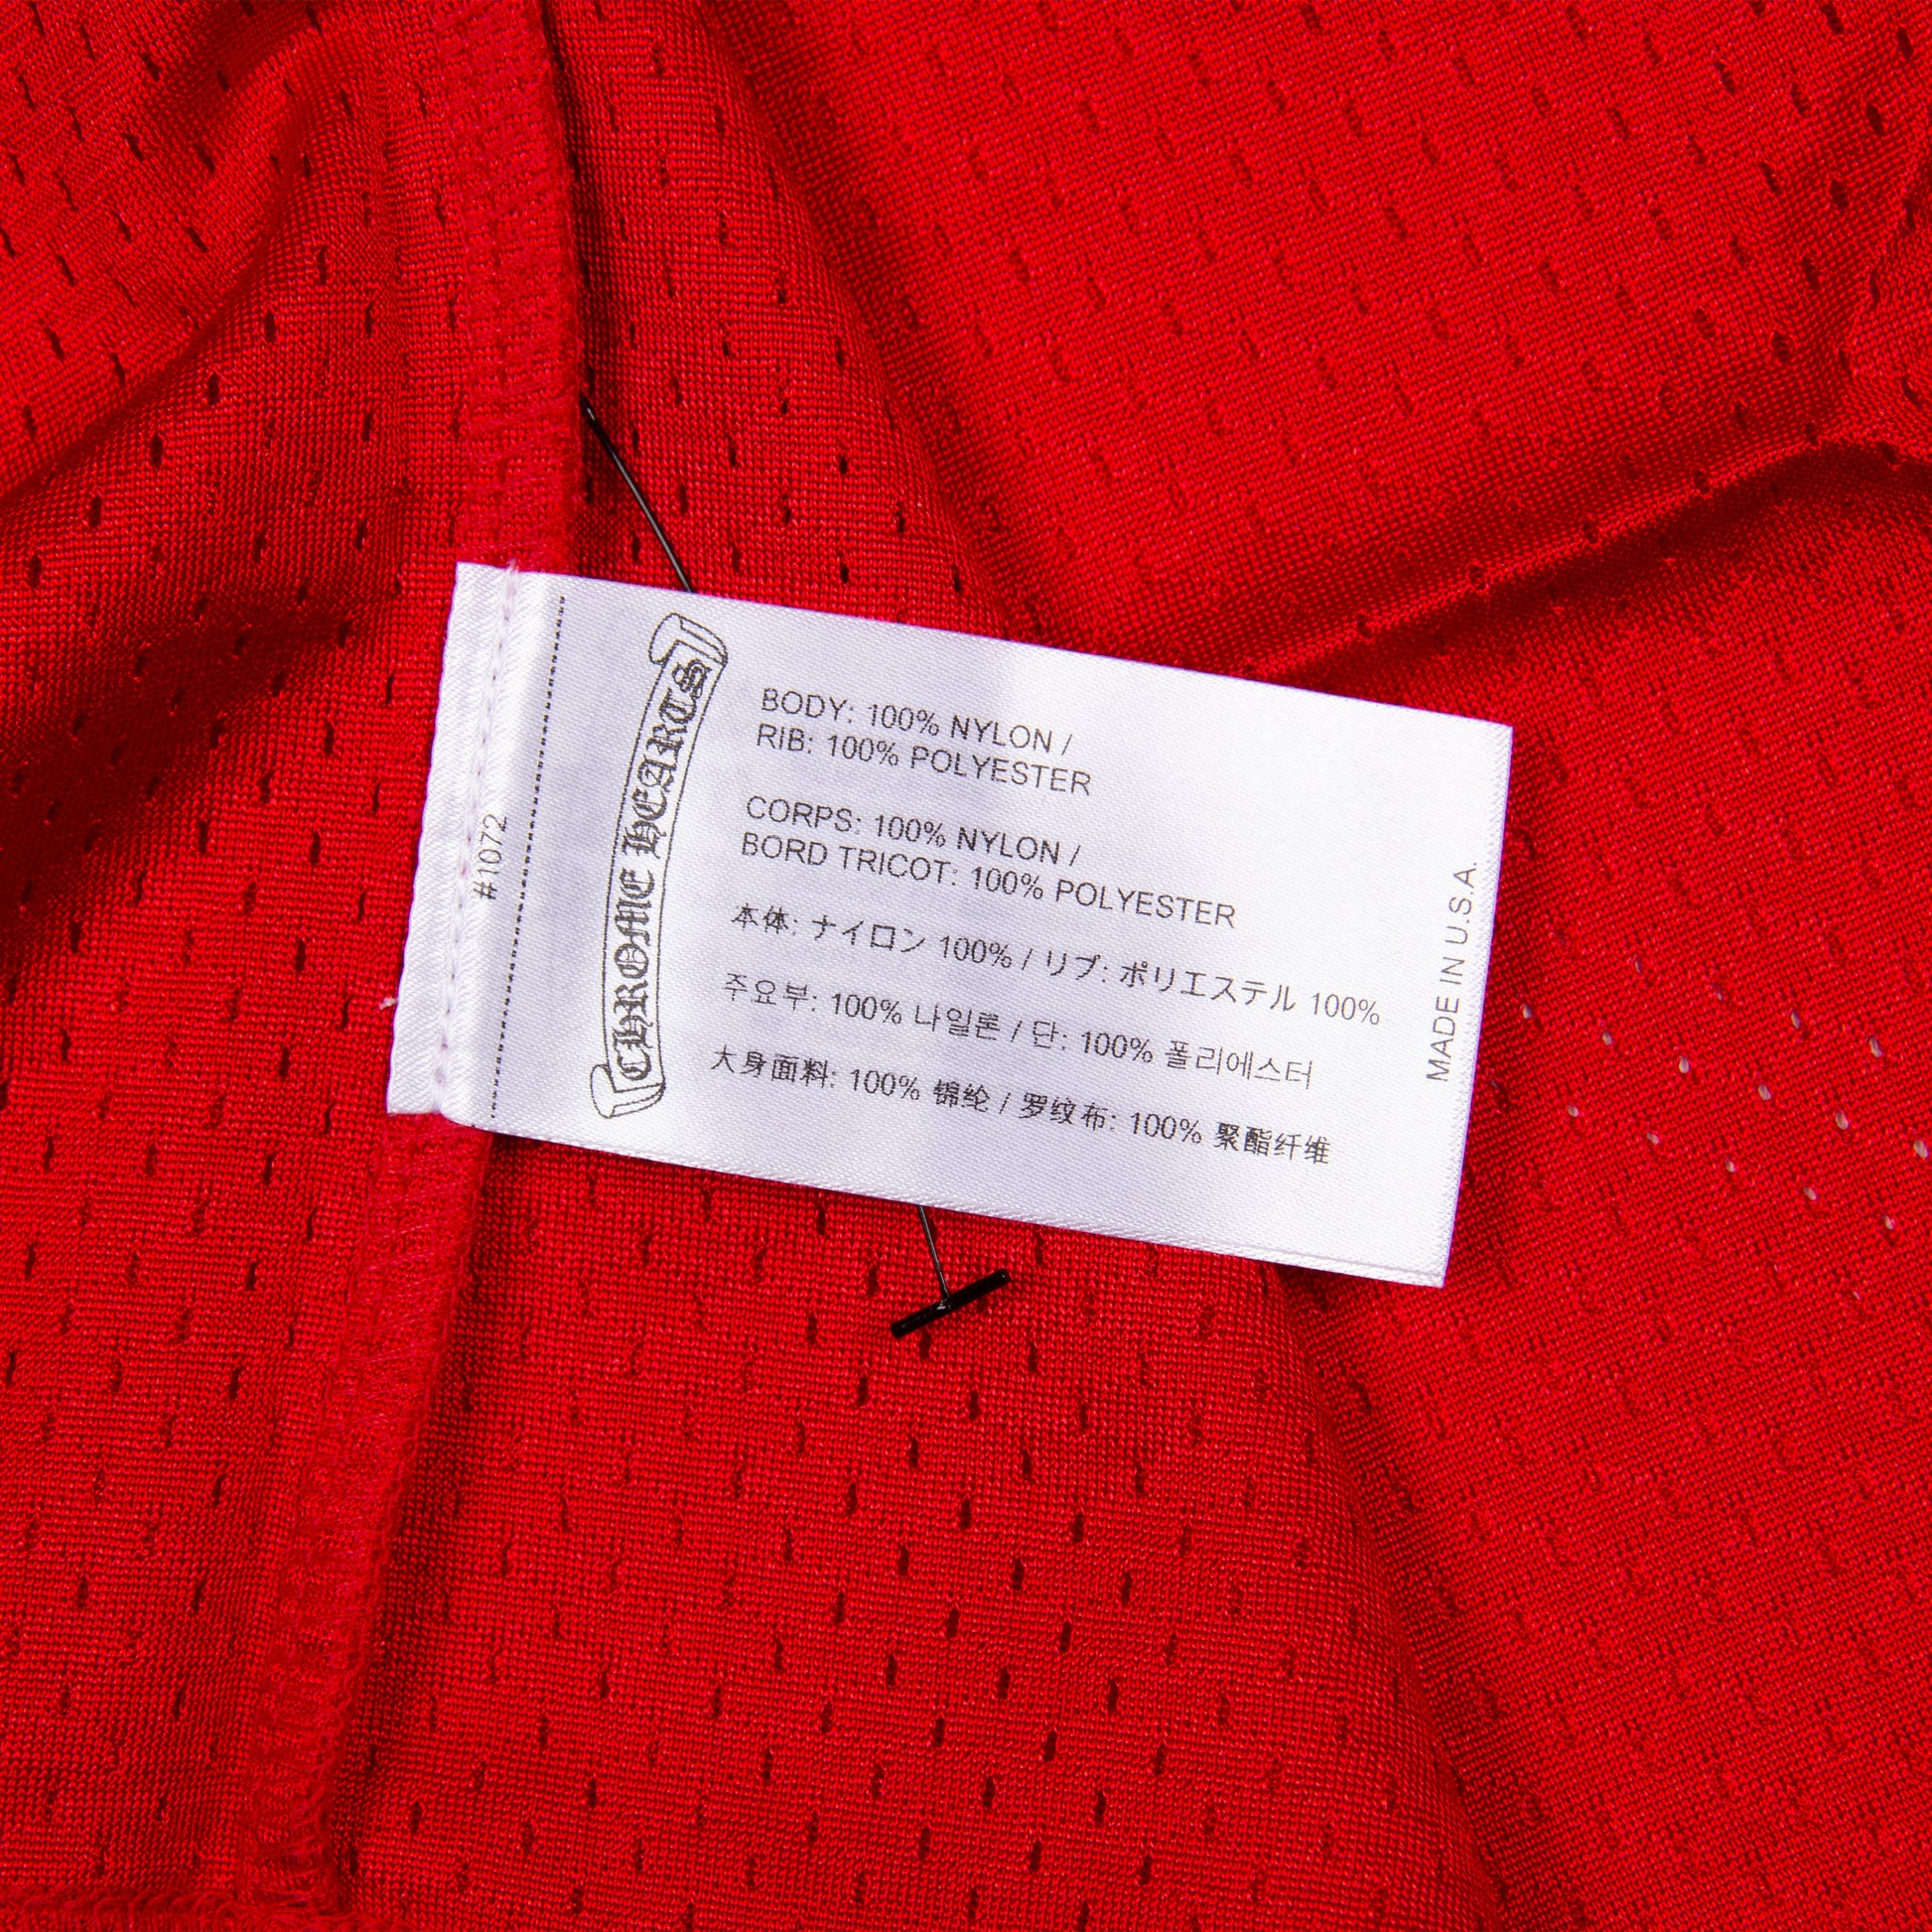 #1072
CHROME HEARTS
BODY: 100% NYLON /
RIB: 100% POLYESTER
CORPS: 100% NYLON /
BORD TRICOT: 100% POLYESTER
本体: ナイロン 100% / リブ: ポリエステル 100%
주요부: 100% 나일론 / 단: 100% 폴리에스터
大身面料: 100% 锦纶 / 罗纹布: 100% 聚酯纤维
MADE IN U.S.A.